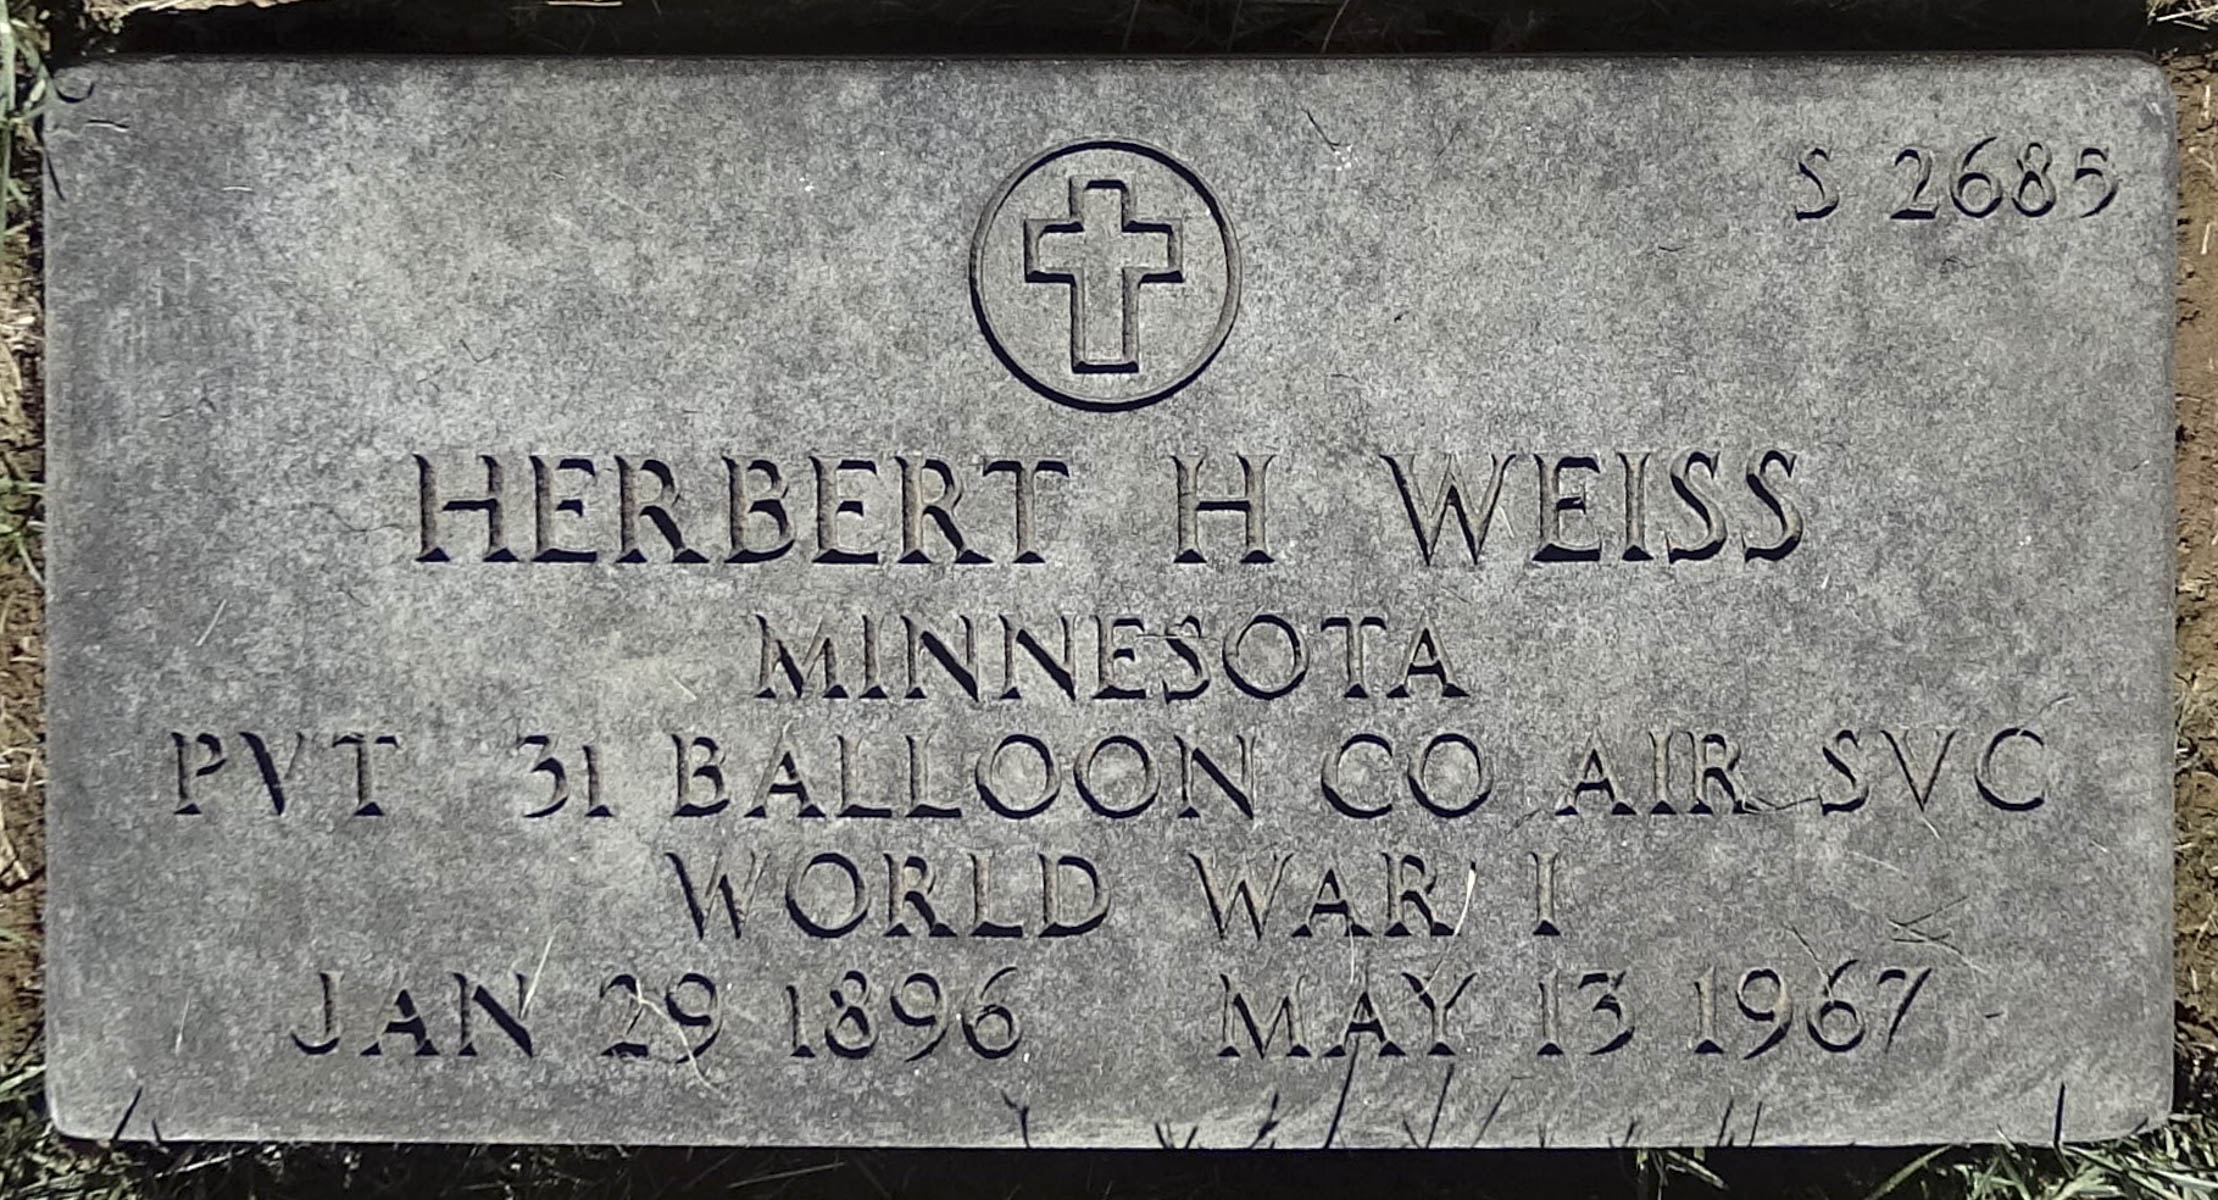 S 2685
HERBERT H WEISS
MINNESOTA
PVT 31 BALLOON CO AIR SVC
WORLD WAR I
JAN 29 1896 MAY 13 1967